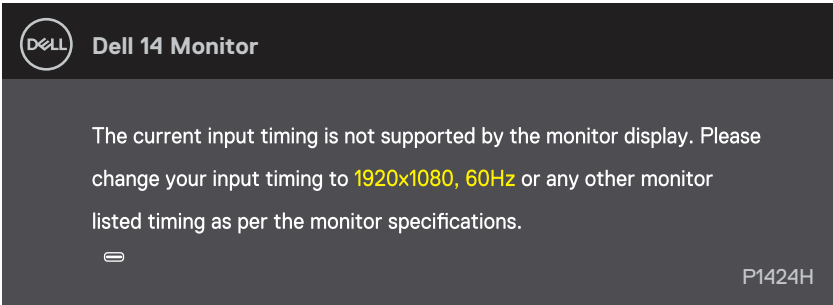 DELL Dell 14 Monitor
The current input timing is not supported by the monitor display. Please
change your input timing to 1920x1080, 60Hz or any other monitor
listed timing as per the monitor specifications.
P1424H